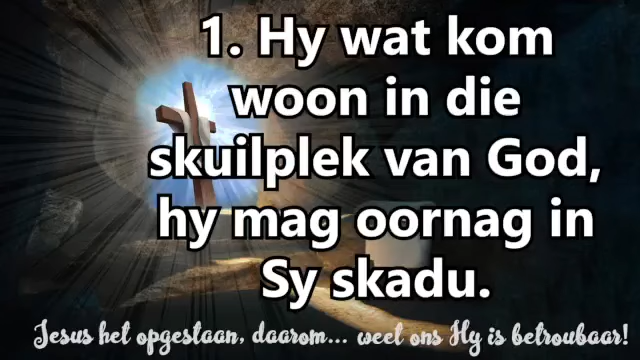 1. Hy wat kom
woon in die
skuilplek van God,
hy mag oornag in
Sy skadu.
Jesus het opgestaan, daarom... weet ons Hy is betroubaar!